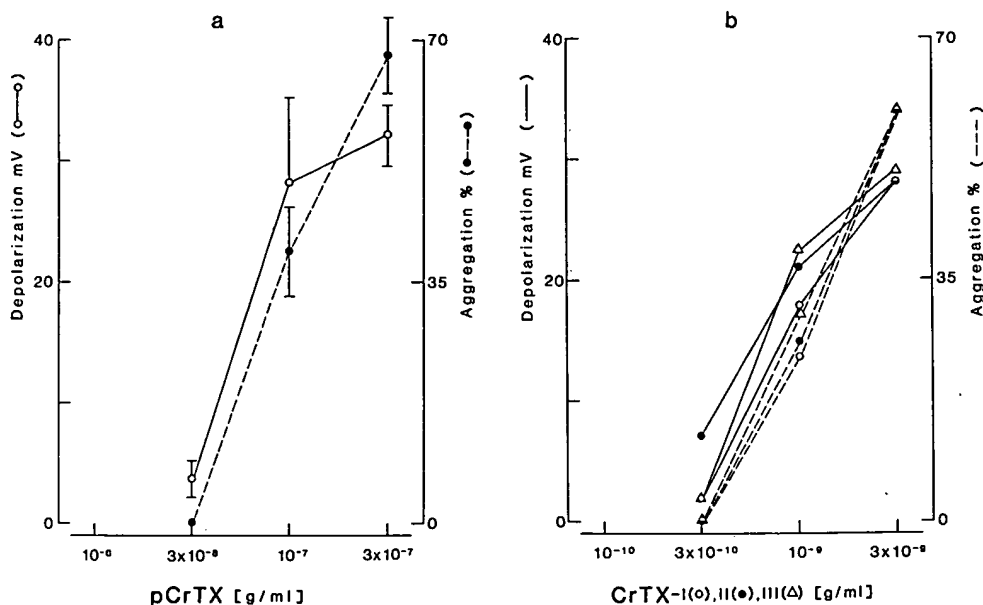 a
b
40
20
0
Depolarization mV (○—○)
70
35
0
Aggregation % (●---●)
10⁻⁸
3x10⁻⁸
10⁻⁷
3x10⁻⁷
pCrTX [g/ml]
40
20
0
Depolarization mV (——)
70
35
0
Aggregation % (---)
10⁻¹⁰
3x10⁻¹⁰
10⁻⁹
3x10⁻⁹
CrTX-I(○),II(●),III(△) [g/ml]